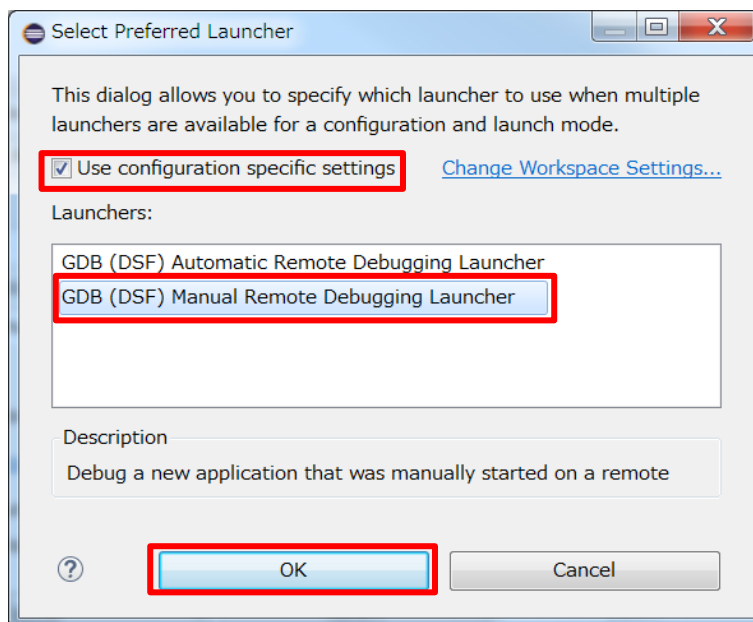 Select Preferred Launcher
This dialog allows you to specify which launcher to use when multiple
launchers are available for a configuration and launch mode.
Use configuration specific settings Change Workspace Settings...
Launchers:
GDB (DSF) Automatic Remote Debugging Launcher
GDB (DSF) Manual Remote Debugging Launcher
Description
Debug a new application that was manually started on a remote
? OK Cancel